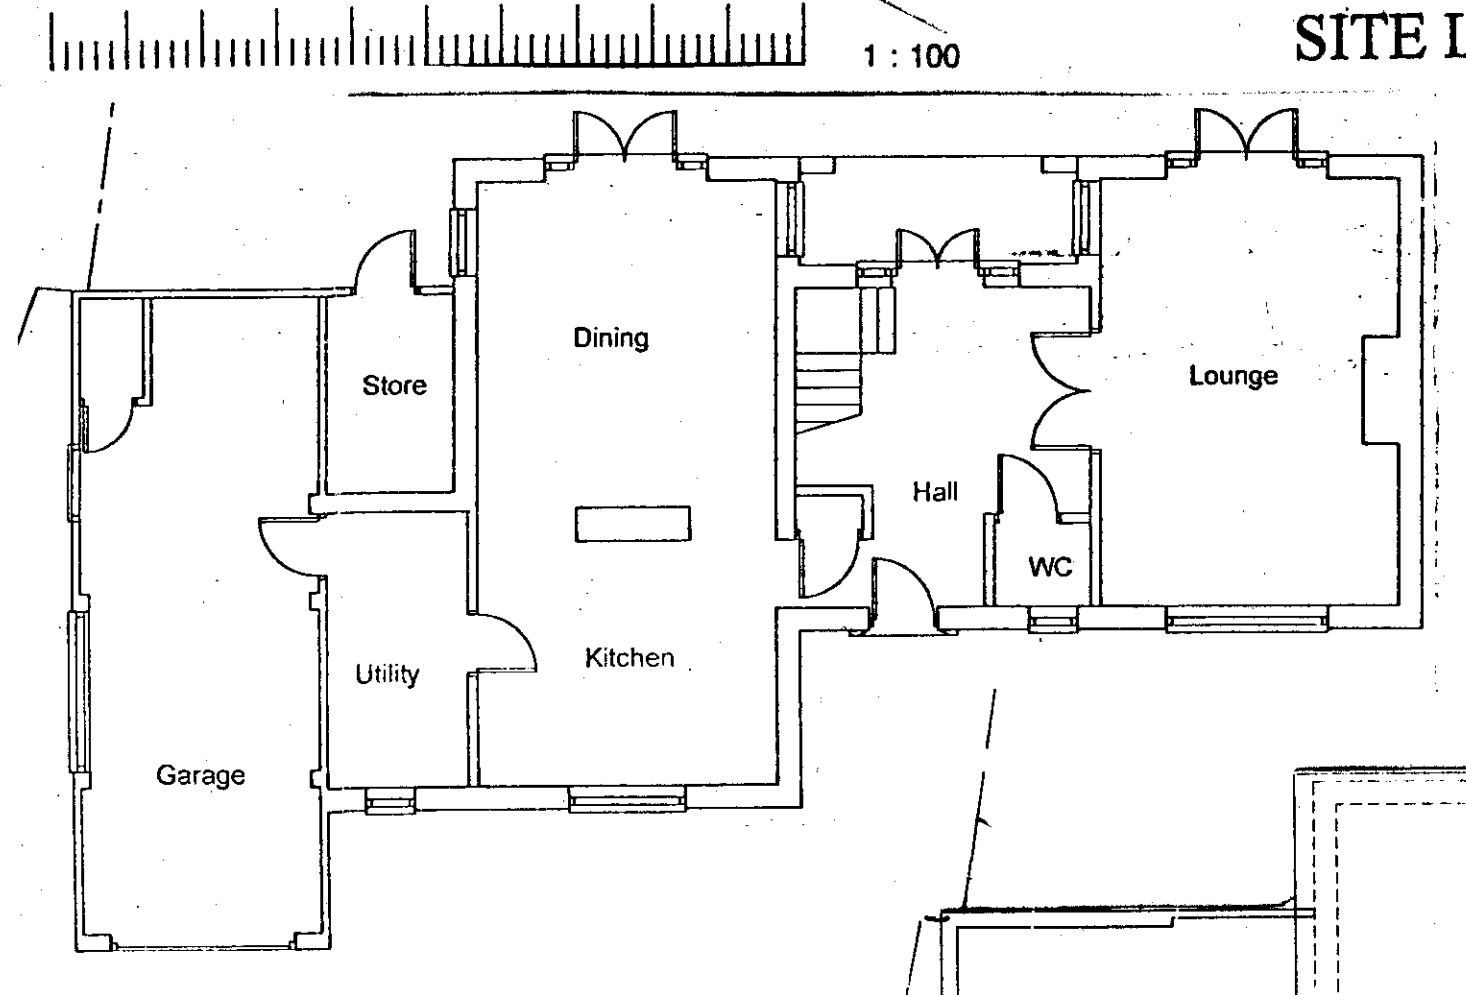 1 : 100
SITE
Dining
Store
Lounge
Hall
WC
Kitchen
Utility
Garage